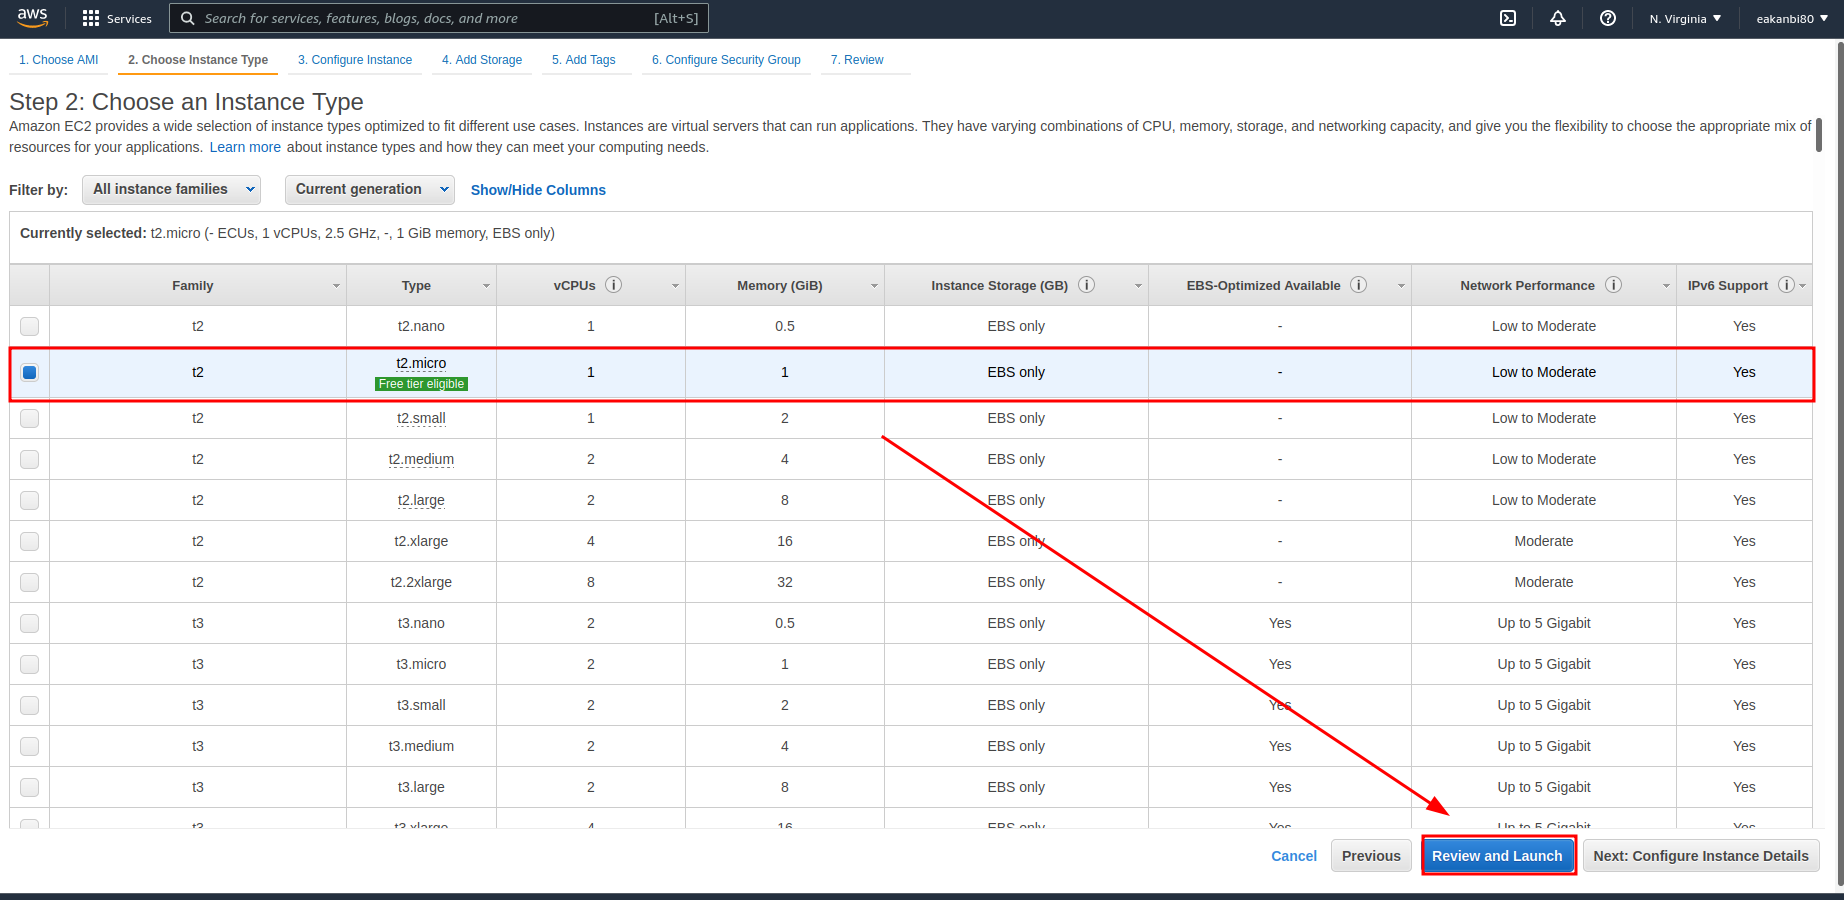 aws
Services
Search for services, features, blogs, docs, and more [Alt+S]
N. Virginia
eakanbi80
1. Choose AMI 2. Choose Instance Type 3. Configure Instance 4. Add Storage 5. Add Tags 6. Configure Security Group 7. Review
Step 2: Choose an Instance Type
Amazon EC2 provides a wide selection of instance types optimized to fit different use cases. Instances are virtual servers that can run applications. They have varying combinations of CPU, memory, storage, and networking capacity, and give you the flexibility to choose the appropriate mix of
resources for your applications. Learn more about instance types and how they can meet your computing needs.
Filter by: All instance families Current generation Show/Hide Columns
Currently selected: t2.micro (- ECUs, 1 vCPUs, 2.5 GHz, -, 1 GiB memory, EBS only)
Family Type vCPUs i Memory (GiB) Instance Storage (GB) i EBS-Optimized Available i Network Performance i IPv6 Support i
t2 t2.nano 1 0.5 EBS only - Low to Moderate Yes
t2 t2.micro 1 1 EBS only - Low to Moderate Yes
Free tier eligible
t2 t2.small 1 2 EBS only - Low to Moderate Yes
t2 t2.medium 2 4 EBS only - Low to Moderate Yes
t2 t2.large 2 8 EBS only - Low to Moderate Yes
t2 t2.xlarge 4 16 EBS only - Moderate Yes
t2 t2.2xlarge 8 32 EBS only - Moderate Yes
t3 t3.nano 2 0.5 EBS only Yes Up to 5 Gigabit Yes
t3 t3.micro 2 1 EBS only Yes Up to 5 Gigabit Yes
t3 t3.small 2 2 EBS only Yes Up to 5 Gigabit Yes
t3 t3.medium 2 4 EBS only Yes Up to 5 Gigabit Yes
t3 t3.large 2 8 EBS only Yes Up to 5 Gigabit Yes
t3 t3.xlarge 4 16 EBS only Yes Up to 5 Gigabit Yes
Cancel Previous Review and Launch Next: Configure Instance Details